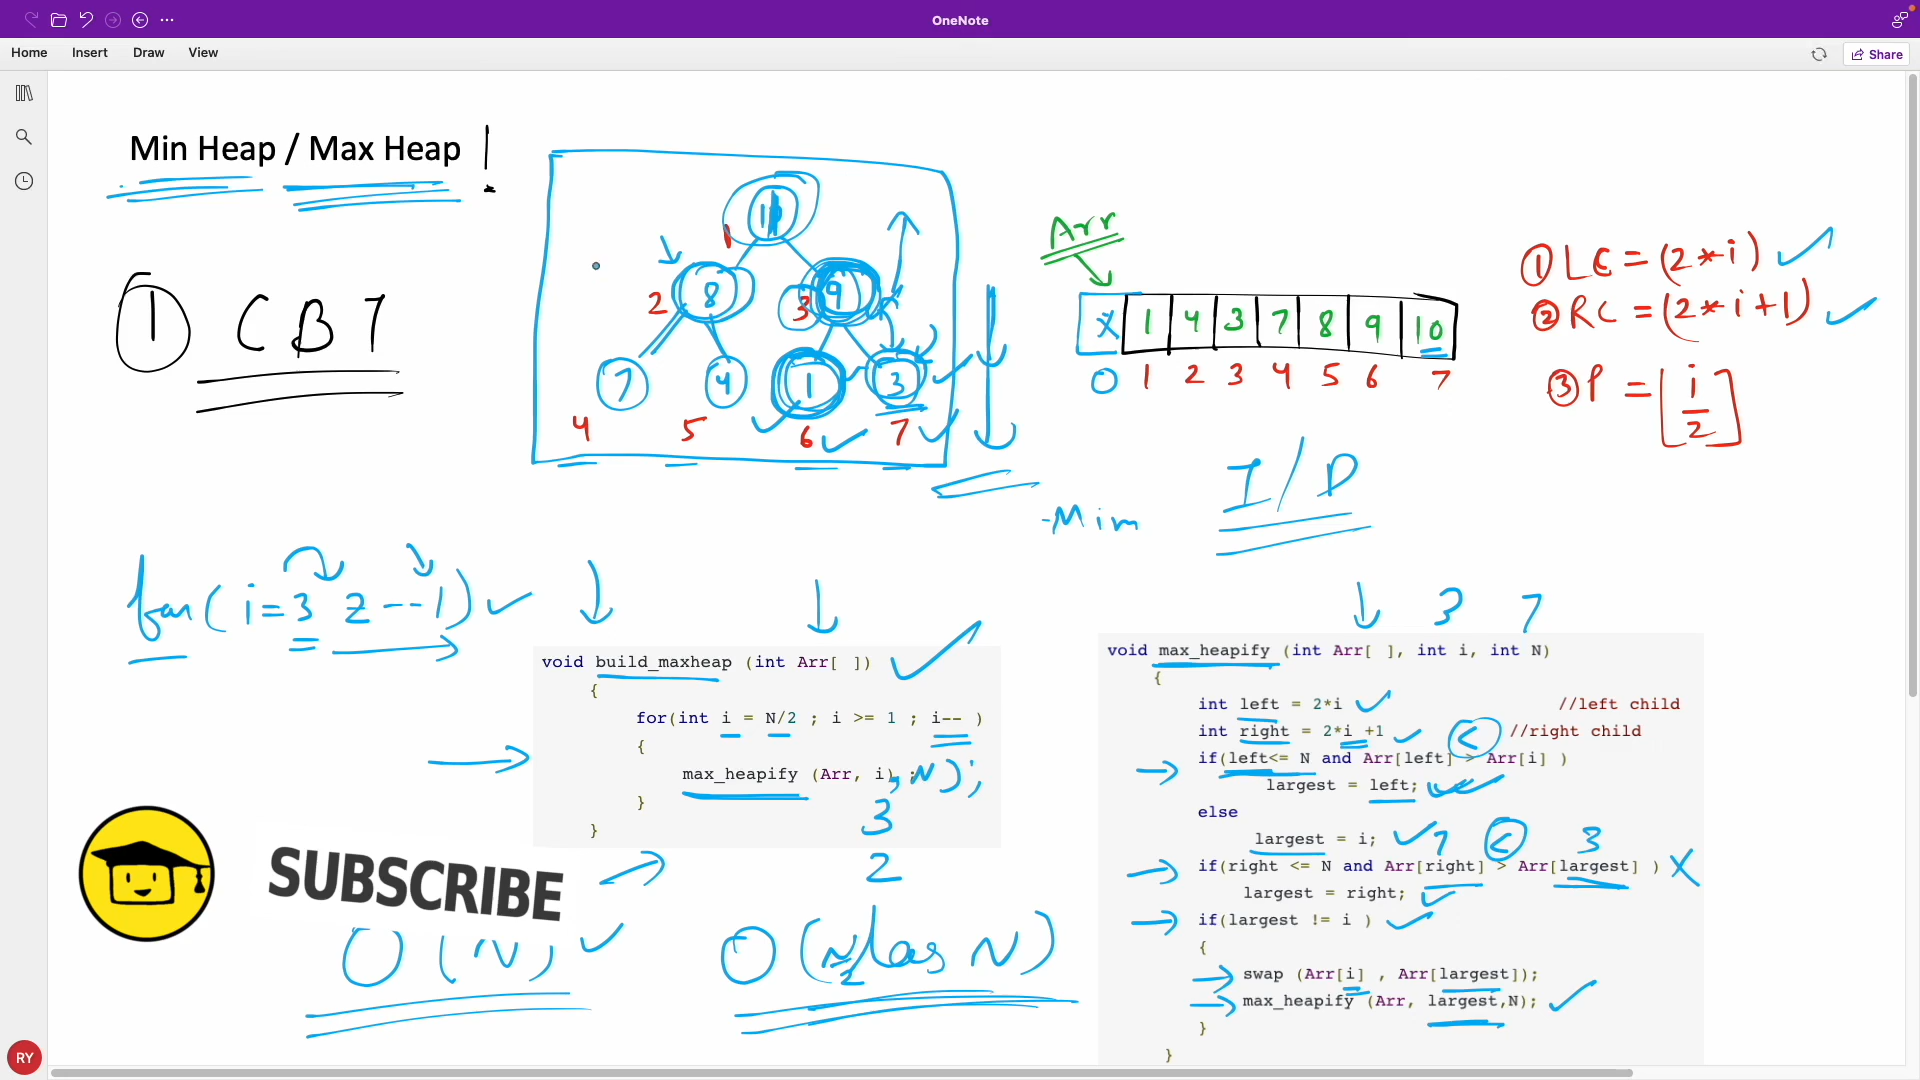 OneNote
Home Insert Draw View
Share
Min Heap / Max Heap !
① CBT
8 9
7 4 1 3
1
2 3
4 5 6 7
Arr
X 1 4 3 7 8 9 10
0 1 2 3 4 5 6 7
① LC = (2*i)
② RC = (2*i+1)
③ P = [i/2]
I/D
-Min
for( i=3 2 --1)
3 7
void build_maxheap (int Arr[ ])
{
for(int i = N/2 ; i >= 1 ; i-- )
{
max_heapify (Arr, i) ; , N);
}
}
3
2
void max_heapify (int Arr[ ], int i, int N)
{
int left = 2*i //left child
int right = 2*i +1 //right child
<
if(left<= N and Arr[left] > Arr[i] )
largest = left;
else
largest = i; 7 < 3
if(right <= N and Arr[right] > Arr[largest] ) X
largest = right;
if(largest != i )
{
swap (Arr[i] , Arr[largest]);
max_heapify (Arr, largest,N);
}
}
SUBSCRIBE
O(N) O(N/2 log N)
RY